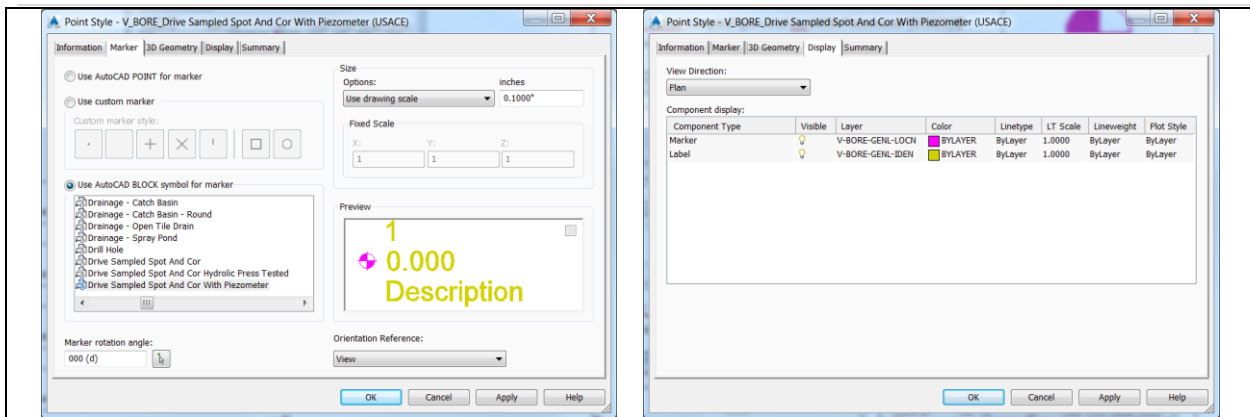 Point Style - V_BORE_Drive Sampled Spot And Cor With Piezometer (USACE)
Information Marker 3D Geometry Display Summary
Use AutoCAD POINT for marker
Use custom marker
Custom marker style:
Use AutoCAD BLOCK symbol for marker
Drainage - Catch Basin
Drainage - Catch Basin - Round
Drainage - Open Tile Drain
Drainage - Spray Pond
Drill Hole
Drive Sampled Spot And Cor
Drive Sampled Spot And Cor Hydrolic Press Tested
Drive Sampled Spot And Cor With Piezometer
Marker rotation angle:
000 (d)
Size
Options: inches
Use drawing scale 0.1000"
Fixed Scale
X: Y: Z:
1 1 1
Preview
1
0.000
Description
Orientation Reference:
View
OK Cancel Apply Help
Point Style - V_BORE_Drive Sampled Spot And Cor With Piezometer (USACE)
Information Marker 3D Geometry Display Summary
View Direction:
Plan
Component display:
Component Type Visible Layer Color Linetype LT Scale Lineweight Plot Style
Marker V-BORE-GENL-LOCN BYLAYER ByLayer 1.0000 ByLayer ByLayer
Label V-BORE-GENL-IDEN BYLAYER ByLayer 1.0000 ByLayer ByLayer
OK Cancel Apply Help